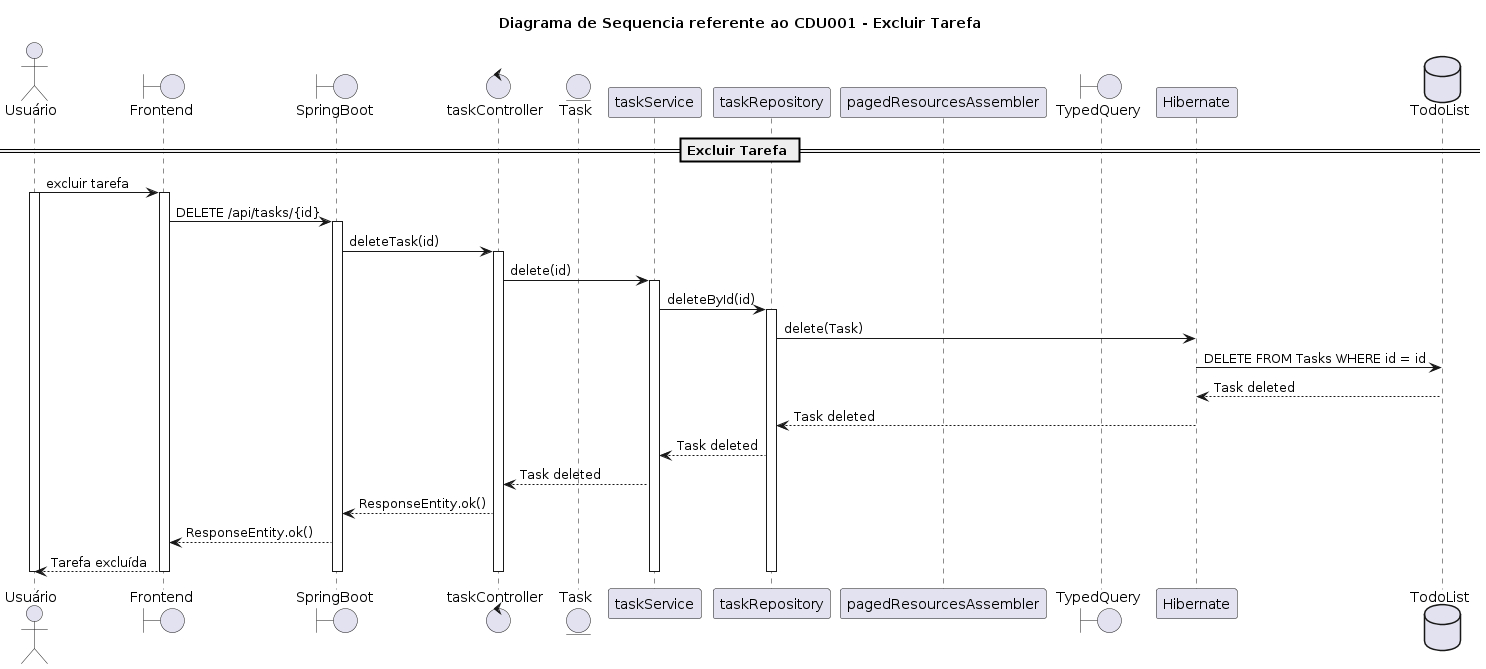 Diagrama de Sequencia referente ao CDU001 - Excluir Tarefa
Usuário
Frontend
SpringBoot
taskController
Task
taskService
taskRepository
pagedResourcesAssembler
TypedQuery
Hibernate
TodoList
Excluir Tarefa
excluir tarefa
DELETE /api/tasks/{id}
deleteTask(id)
delete(id)
deleteById(id)
delete(Task)
DELETE FROM Tasks WHERE id = id
Task deleted
Task deleted
Task deleted
Task deleted
ResponseEntity.ok()
ResponseEntity.ok()
Tarefa excluída
Usuário
Frontend
SpringBoot
taskController
Task
taskService
taskRepository
pagedResourcesAssembler
TypedQuery
Hibernate
TodoList